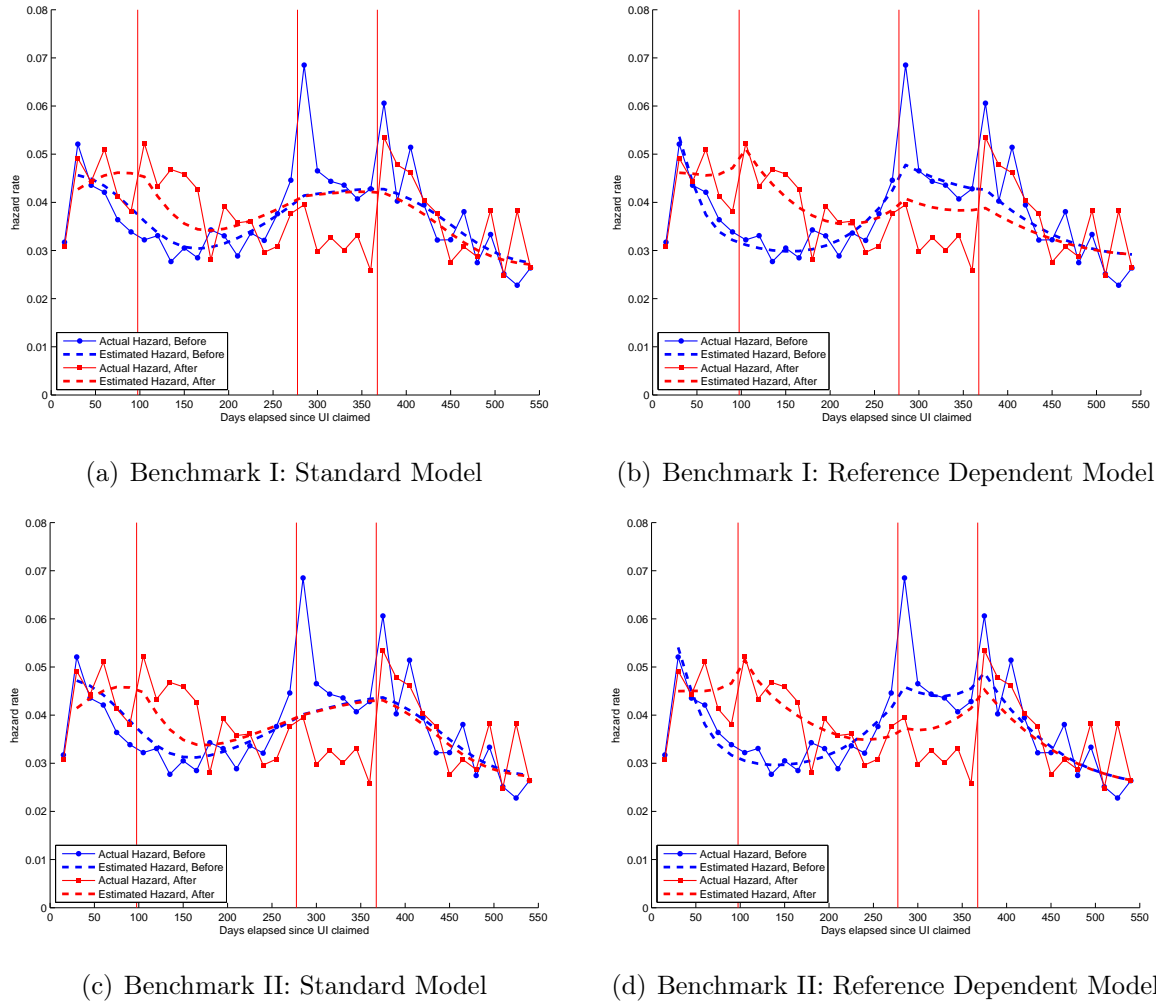 0.08
0.07
0.06
0.05
0.04
0.03
0.02
0.01
0
hazard rate
Actual Hazard, Before
Estimated Hazard, Before
Actual Hazard, After
Estimated Hazard, After
0 50 100 150 200 250 300 350 400 450 500 550
Days elapsed since UI claimed
(a) Benchmark I: Standard Model
0.08
0.07
0.06
0.05
0.04
0.03
0.02
0.01
0
hazard rate
Actual Hazard, Before
Estimated Hazard, Before
Actual Hazard, After
Estimated Hazard, After
0 50 100 150 200 250 300 350 400 450 500 550
Days elapsed since UI claimed
(b) Benchmark I: Reference Dependent Model
0.08
0.07
0.06
0.05
0.04
0.03
0.02
0.01
0
hazard rate
Actual Hazard, Before
Estimated Hazard, Before
Actual Hazard, After
Estimated Hazard, After
0 50 100 150 200 250 300 350 400 450 500 550
Days elapsed since UI claimed
(c) Benchmark II: Standard Model
0.08
0.07
0.06
0.05
0.04
0.03
0.02
0.01
0
hazard rate
Actual Hazard, Before
Estimated Hazard, Before
Actual Hazard, After
Estimated Hazard, After
0 50 100 150 200 250 300 350 400 450 500 550
Days elapsed since UI claimed
(d) Benchmark II: Reference Dependent Model